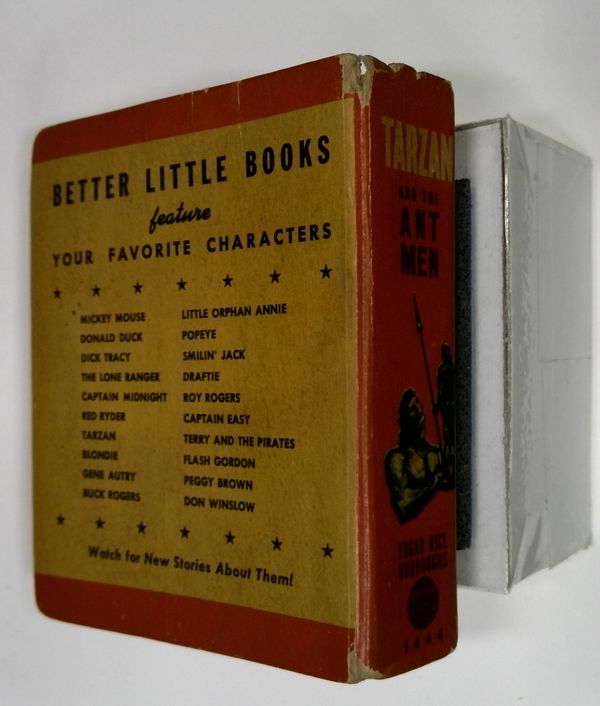 BETTER LITTLE BOOKS
feature
YOUR FAVORITE CHARACTERS
MICKEY MOUSE
DONALD DUCK
DICK TRACY
THE LONE RANGER
CAPTAIN MIDNIGHT
RED RYDER
TARZAN
BLONDIE
GENE AUTRY
BUCK ROGERS
LITTLE ORPHAN ANNIE
POPEYE
SMILIN' JACK
DRAFTIE
ROY ROGERS
CAPTAIN EASY
TERRY AND THE PIRATES
FLASH GORDON
PEGGY BROWN
DON WINSLOW
Watch for New Stories About Them!
TARZAN
AND THE
ANT
MEN
EDGAR RICE
BURROUGHS
1444